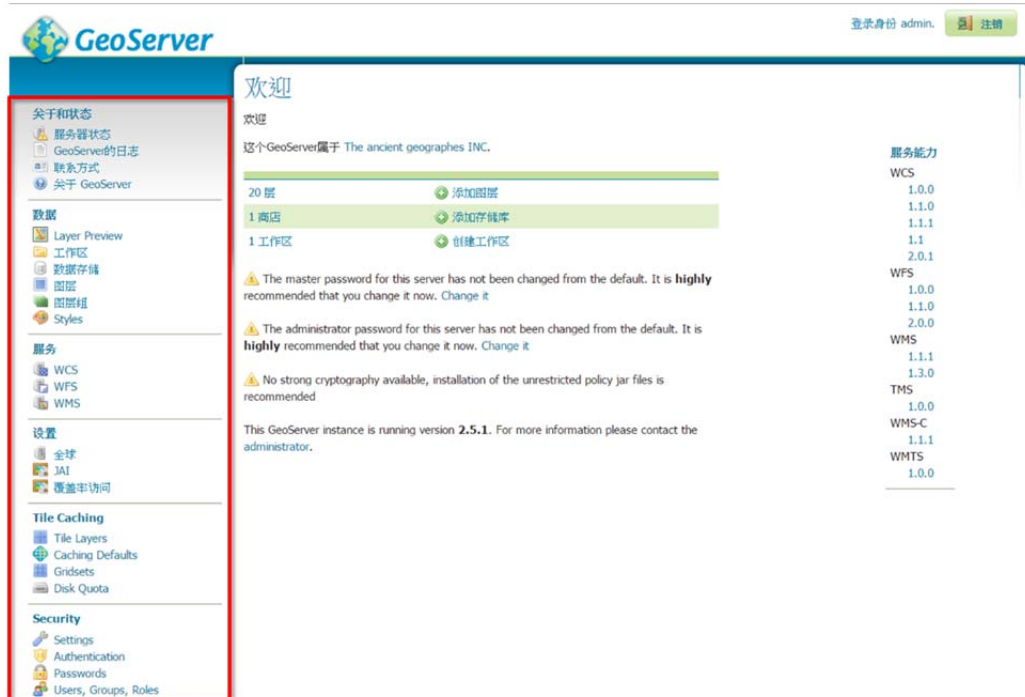 GeoServer
登录身份 admin.
注销
关于和状态
服务器状态
GeoServer的日志
联系方式
关于 GeoServer
数据
Layer Preview
工作区
数据存储
图层
图层组
Styles
服务
WCS
WFS
WMS
设置
全球
JAI
覆盖率访问
Tile Caching
Tile Layers
Caching Defaults
Gridsets
Disk Quota
Security
Settings
Authentication
Passwords
Users, Groups, Roles
欢迎
欢迎
这个GeoServer属于 The ancient geographes INC.
20 层 添加图层
1 商店 添加存储库
1 工作区 创建工作区
The master password for this server has not been changed from the default. It is highly
recommended that you change it now. Change it
The administrator password for this server has not been changed from the default. It is
highly recommended that you change it now. Change it
No strong cryptography available, installation of the unrestricted policy jar files is
recommended
This GeoServer instance is running version 2.5.1. For more information please contact the
administrator.
服务能力
WCS
1.0.0
1.1.0
1.1.1
1.1
2.0.1
WFS
1.0.0
1.1.0
2.0.0
WMS
1.1.1
1.3.0
TMS
1.0.0
WMS-C
1.1.1
WMTS
1.0.0